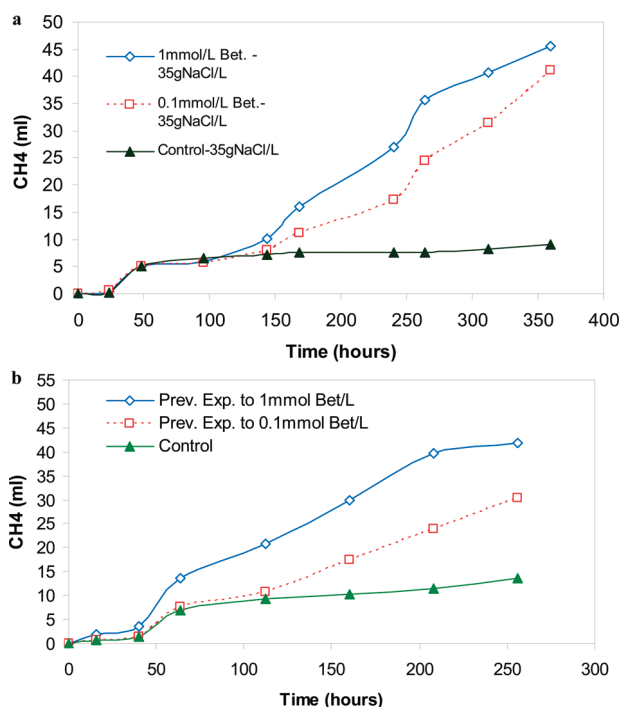 a
50
45
40
35
30
25
20
15
10
5
0
CH4 (ml)
1mmol/L Bet. -
35gNaCl/L
0.1mmol/L Bet.-
35gNaCl/L
Control-35gNaCl/L
0 50 100 150 200 250 300 350 400
Time (hours)
b
55
50
45
40
35
30
25
20
15
10
5
0
CH4 (ml)
Prev. Exp. to 1mmol Bet/L
Prev. Exp. to 0.1mmol Bet/L
Control
0 50 100 150 200 250 300
Time (hours)